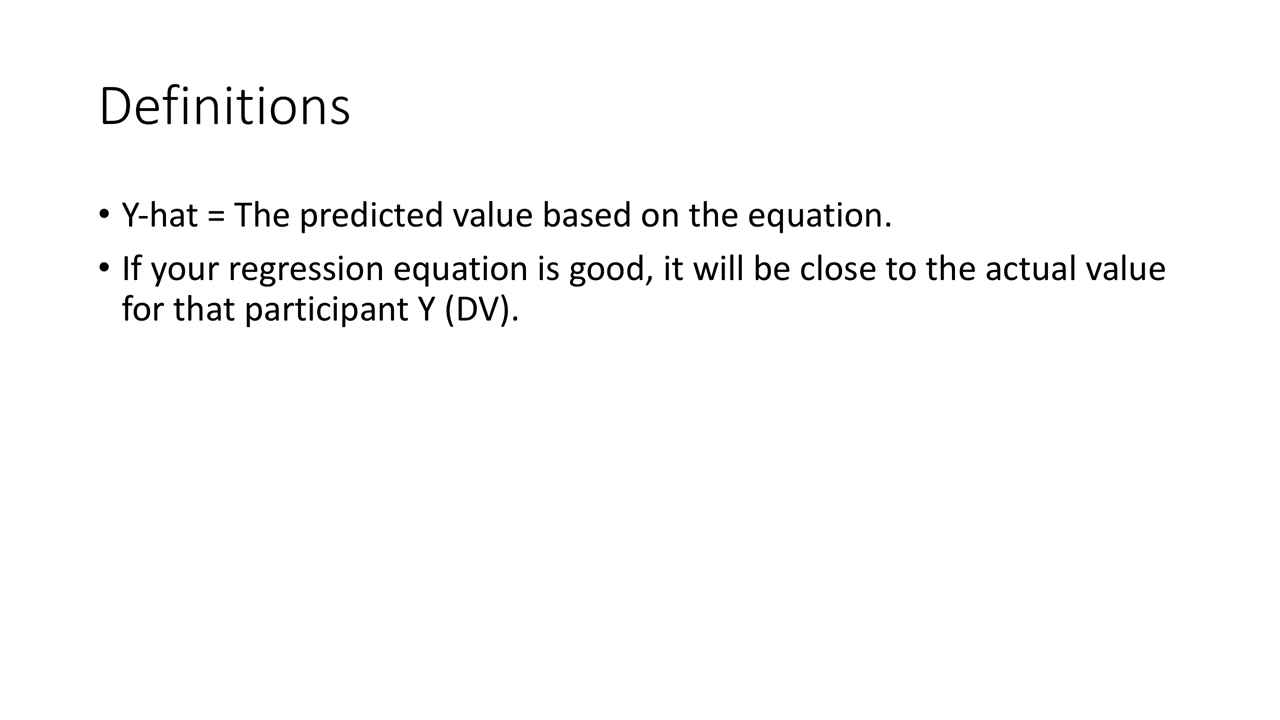 Definitions
• Y-hat = The predicted value based on the equation.
• If your regression equation is good, it will be close to the actual value
for that participant Y (DV).